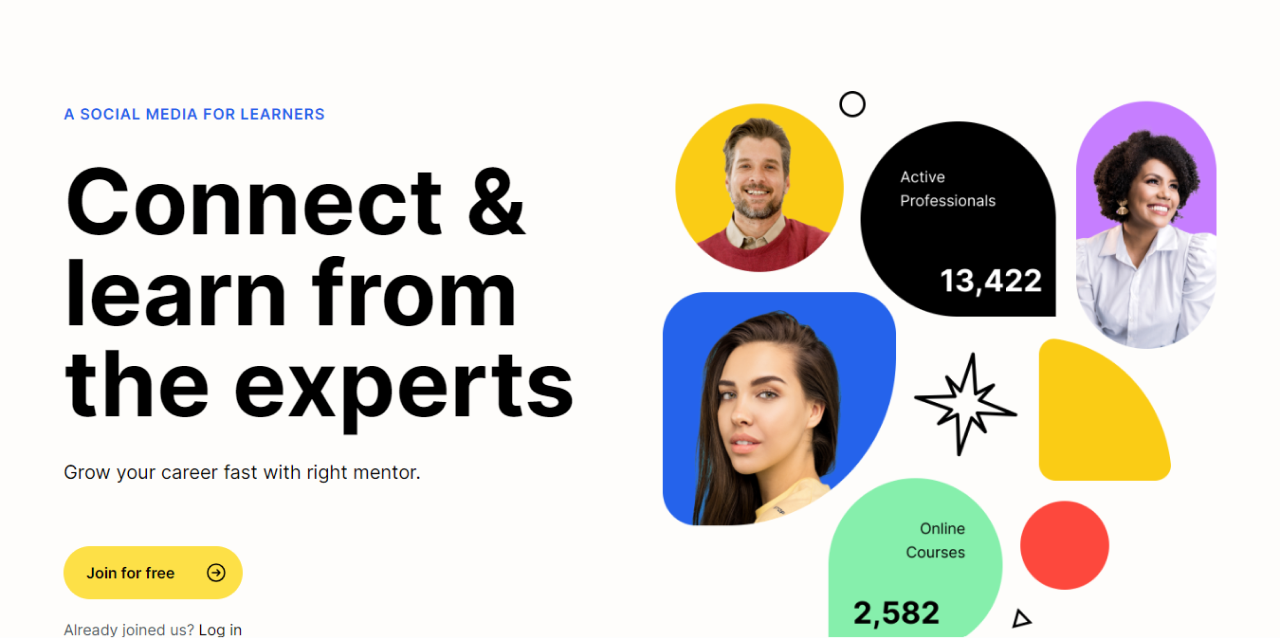 A SOCIAL MEDIA FOR LEARNERS
Connect &
learn from
the experts
Grow your career fast with right mentor.
Join for free
Already joined us? Log in
Active
Professionals
13,422
Online
Courses
2,582